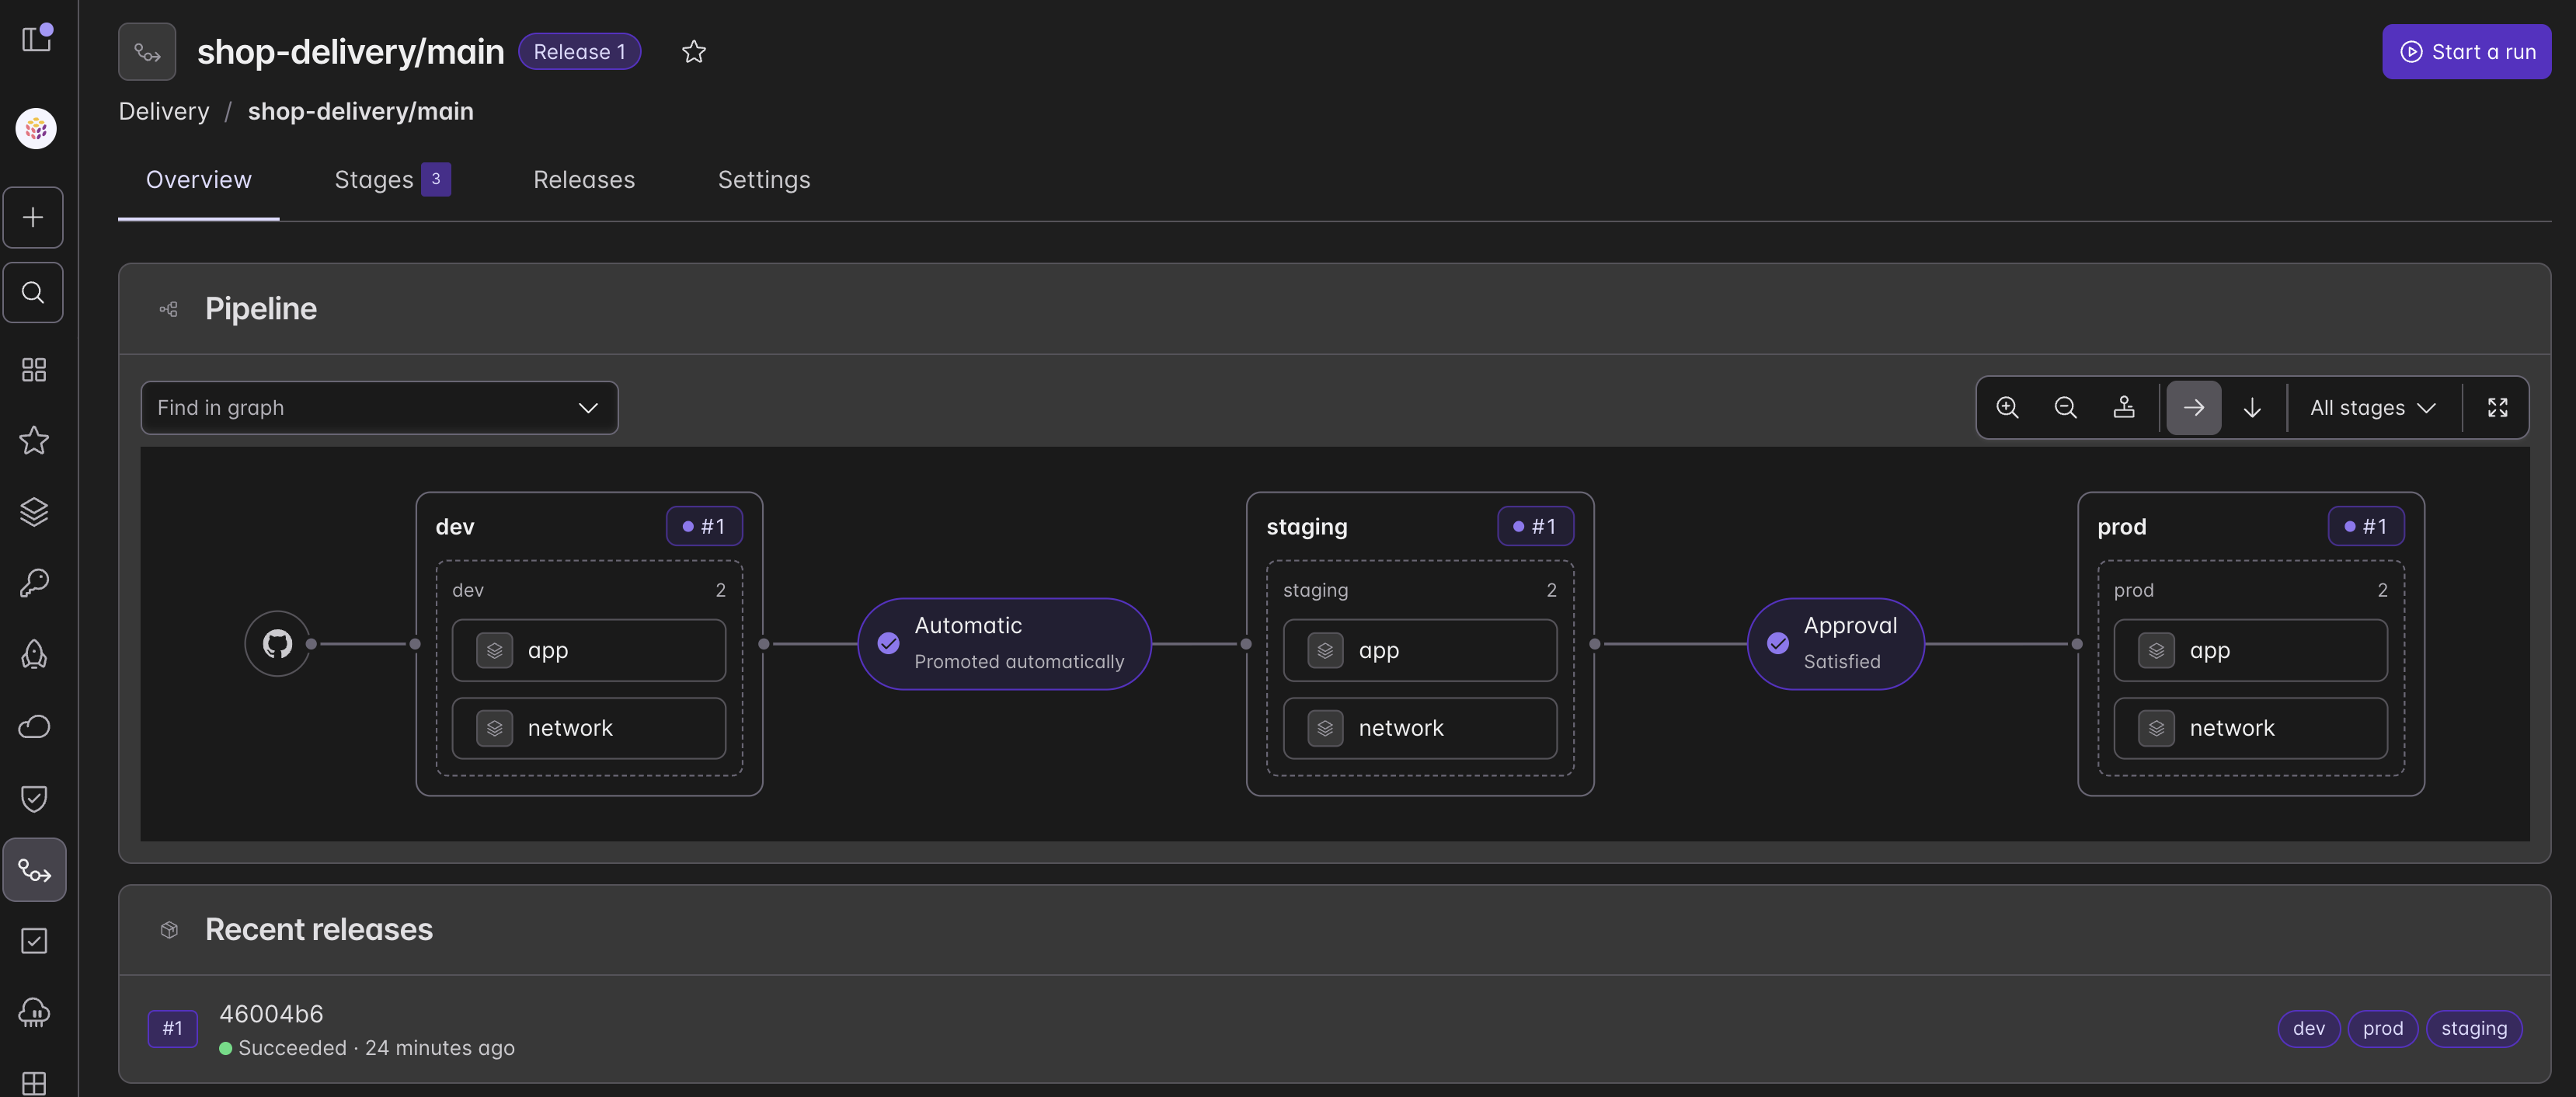 shop-delivery/main Release 1
Start a run
Delivery / shop-delivery/main
Overview Stages 3 Releases Settings
Pipeline
Find in graph
All stages
dev #1
dev 2
app
network
Automatic
Promoted automatically
staging #1
staging 2
app
network
Approval
Satisfied
prod #1
prod 2
app
network
Recent releases
#1 46004b6
Succeeded · 24 minutes ago
dev prod staging